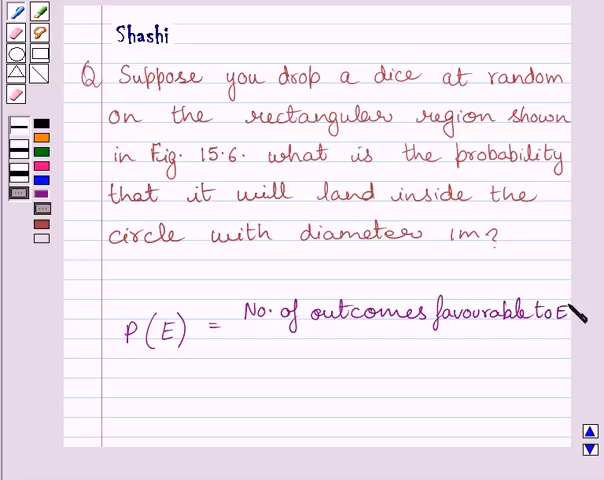 Shashi
Q Suppose you drop a dice at random
on the rectangular region shown
in Fig. 15.6. what is the probability
that it will land inside the
circle with diameter 1m?
P(E) = No. of outcomes favourable to E